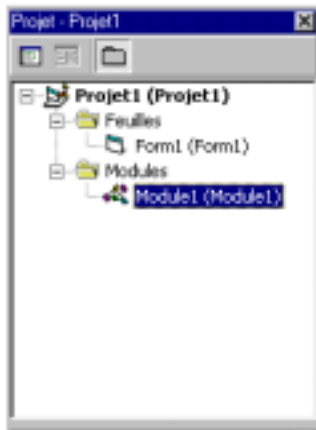 Projet - Projet1
Projet1 (Projet1)
Feuilles
Form1 (Form1)
Modules
Module1 (Module1)